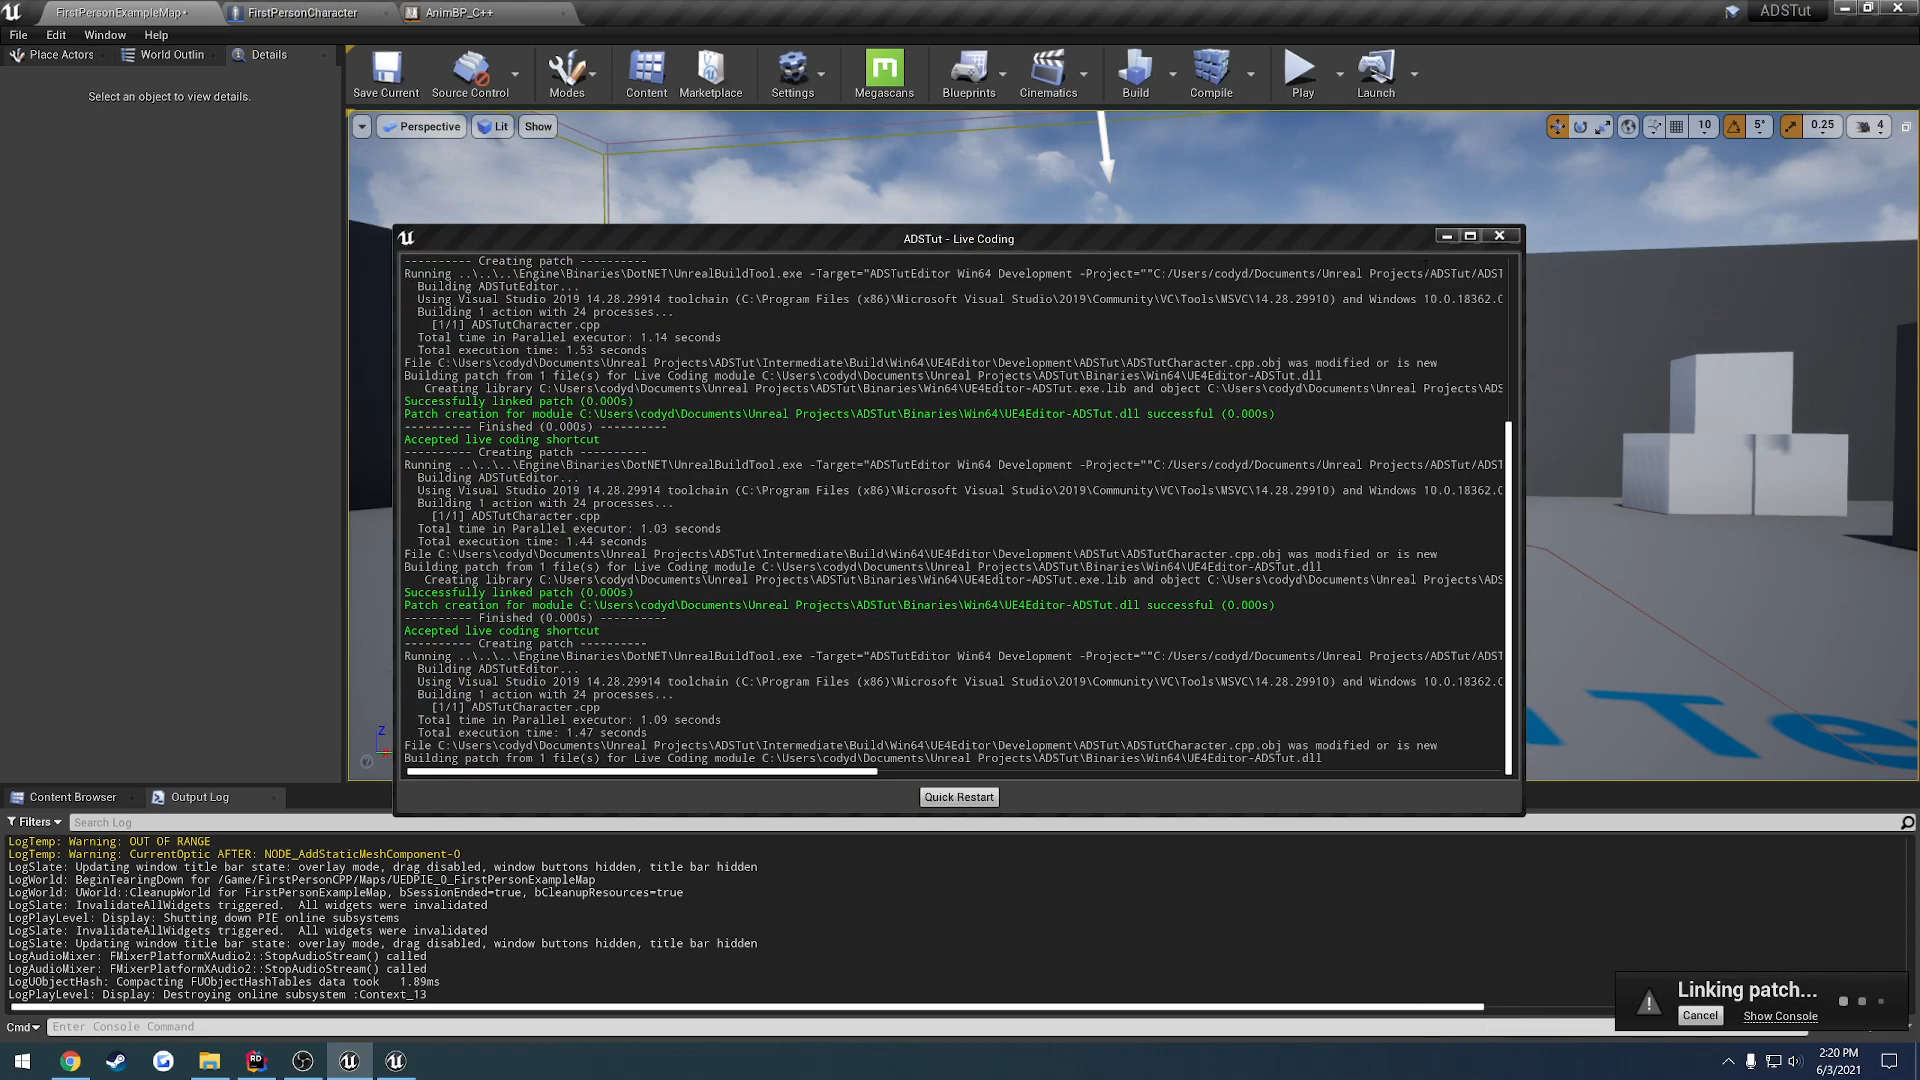 FirstPersonExampleMap*
FirstPersonCharacter
AnimBP_C++
ADSTut
File Edit Window Help
Place Actors
World Outlin
Details
Select an object to view details.
Save Current
Source Control
Modes
Content
Marketplace
Settings
Megascans
Blueprints
Cinematics
Build
Compile
Play
Launch
Perspective
Lit
Show
10
5°
0.25
4
ADSTut - Live Coding
---------- Creating patch ----------
Running ..\..\..\Engine\Binaries\DotNET\UnrealBuildTool.exe -Target="ADSTutEditor Win64 Development -Project=""C:/Users/codyd/Documents/Unreal Projects/ADSTut/ADST
Building ADSTutEditor...
Using Visual Studio 2019 14.28.29914 toolchain (C:\Program Files (x86)\Microsoft Visual Studio\2019\Community\VC\Tools\MSVC\14.28.29910) and Windows 10.0.18362.0
Building 1 action with 24 processes...
[1/1] ADSTutCharacter.cpp
Total time in Parallel executor: 1.14 seconds
Total execution time: 1.53 seconds
File C:\Users\codyd\Documents\Unreal Projects\ADSTut\Intermediate\Build\Win64\UE4Editor\Development\ADSTut\ADSTutCharacter.cpp.obj was modified or is new
Building patch from 1 file(s) for Live Coding module C:\Users\codyd\Documents\Unreal Projects\ADSTut\Binaries\Win64\UE4Editor-ADSTut.dll
Creating library C:\Users\codyd\Documents\Unreal Projects\ADSTut\Binaries\Win64\UE4Editor-ADSTut.exe.lib and object C:\Users\codyd\Documents\Unreal Projects\ADS
Successfully linked patch (0.000s)
Patch creation for module C:\Users\codyd\Documents\Unreal Projects\ADSTut\Binaries\Win64\UE4Editor-ADSTut.dll successful (0.000s)
---------- Finished (0.000s) ----------
Accepted live coding shortcut
---------- Creating patch ----------
Running ..\..\..\Engine\Binaries\DotNET\UnrealBuildTool.exe -Target="ADSTutEditor Win64 Development -Project=""C:/Users/codyd/Documents/Unreal Projects/ADSTut/ADST
Building ADSTutEditor...
Using Visual Studio 2019 14.28.29914 toolchain (C:\Program Files (x86)\Microsoft Visual Studio\2019\Community\VC\Tools\MSVC\14.28.29910) and Windows 10.0.18362.0
Building 1 action with 24 processes...
[1/1] ADSTutCharacter.cpp
Total time in Parallel executor: 1.03 seconds
Total execution time: 1.44 seconds
File C:\Users\codyd\Documents\Unreal Projects\ADSTut\Intermediate\Build\Win64\UE4Editor\Development\ADSTut\ADSTutCharacter.cpp.obj was modified or is new
Building patch from 1 file(s) for Live Coding module C:\Users\codyd\Documents\Unreal Projects\ADSTut\Binaries\Win64\UE4Editor-ADSTut.dll
Creating library C:\Users\codyd\Documents\Unreal Projects\ADSTut\Binaries\Win64\UE4Editor-ADSTut.exe.lib and object C:\Users\codyd\Documents\Unreal Projects\ADS
Successfully linked patch (0.000s)
Patch creation for module C:\Users\codyd\Documents\Unreal Projects\ADSTut\Binaries\Win64\UE4Editor-ADSTut.dll successful (0.000s)
---------- Finished (0.000s) ----------
Accepted live coding shortcut
---------- Creating patch ----------
Running ..\..\..\Engine\Binaries\DotNET\UnrealBuildTool.exe -Target="ADSTutEditor Win64 Development -Project=""C:/Users/codyd/Documents/Unreal Projects/ADSTut/ADST
Building ADSTutEditor...
Using Visual Studio 2019 14.28.29914 toolchain (C:\Program Files (x86)\Microsoft Visual Studio\2019\Community\VC\Tools\MSVC\14.28.29910) and Windows 10.0.18362.0
Building 1 action with 24 processes...
[1/1] ADSTutCharacter.cpp
Total time in Parallel executor: 1.09 seconds
Total execution time: 1.47 seconds
File C:\Users\codyd\Documents\Unreal Projects\ADSTut\Intermediate\Build\Win64\UE4Editor\Development\ADSTut\ADSTutCharacter.cpp.obj was modified or is new
Building patch from 1 file(s) for Live Coding module C:\Users\codyd\Documents\Unreal Projects\ADSTut\Binaries\Win64\UE4Editor-ADSTut.dll
Quick Restart
Z
Content Browser
Output Log
Filters
Search Log
LogTemp: Warning: OUT OF RANGE
LogTemp: Warning: CurrentOptic AFTER: NODE_AddStaticMeshComponent-0
LogSlate: Updating window title bar state: overlay mode, drag disabled, window buttons hidden, title bar hidden
LogWorld: BeginTearingDown for /Game/FirstPersonCPP/Maps/UEDPIE_0_FirstPersonExampleMap
LogWorld: UWorld::CleanupWorld for FirstPersonExampleMap, bSessionEnded=true, bCleanupResources=true
LogSlate: InvalidateAllWidgets triggered.  All widgets were invalidated
LogPlayLevel: Display: Shutting down PIE online subsystems
LogSlate: InvalidateAllWidgets triggered.  All widgets were invalidated
LogSlate: Updating window title bar state: overlay mode, drag disabled, window buttons hidden, title bar hidden
LogAudioMixer: FMixerPlatformXAudio2::StopAudioStream() called
LogAudioMixer: FMixerPlatformXAudio2::StopAudioStream() called
LogUObjectHash: Compacting FUObjectHashTables data took   1.89ms
LogPlayLevel: Display: Destroying online subsystem :Context_13
Cmd
Enter Console Command
Linking patch...
Cancel
Show Console
2:20 PM
6/3/2021